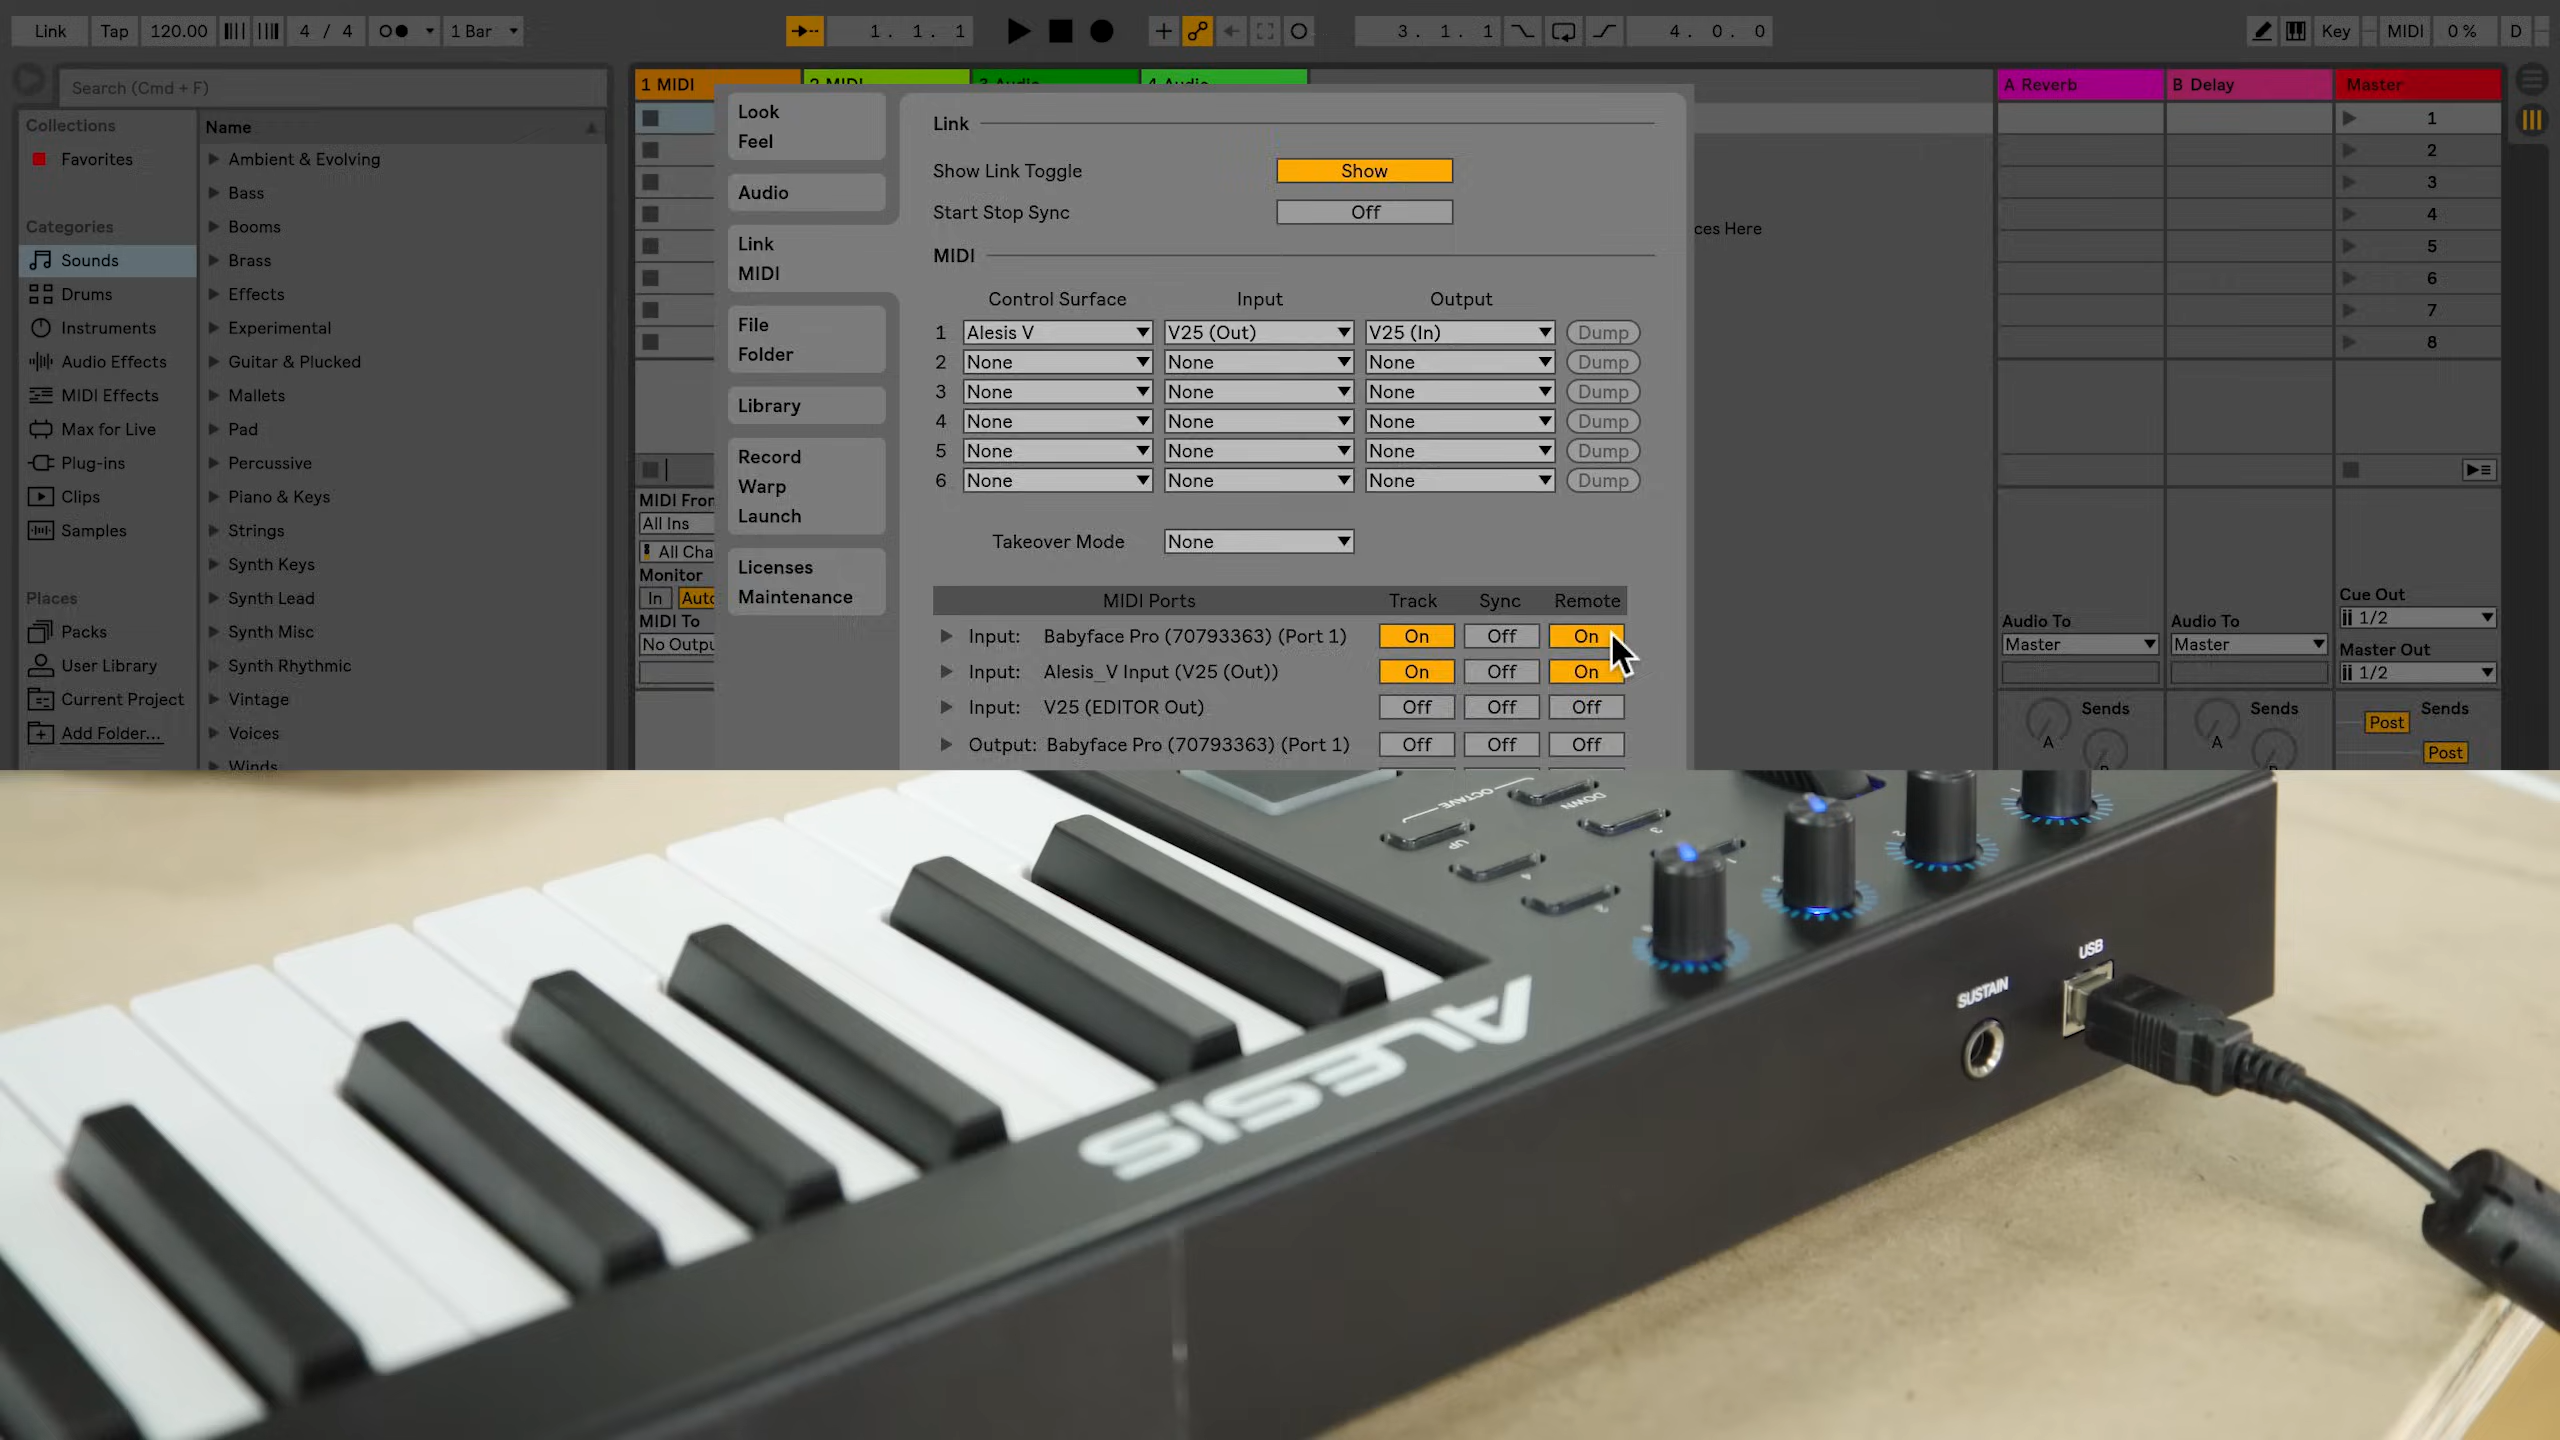 Link Tap 120.00 4 / 4 1 Bar 1 . 1 . 1 3 . 1 . 1 4 . 0 . 0 Key MIDI 0 % D
Search (Cmd + F)
Collections
Favorites
Categories
Sounds
Drums
Instruments
Audio Effects
MIDI Effects
Max for Live
Plug-ins
Clips
Samples
Places
Packs
User Library
Current Project
Add Folder...
Name
Ambient & Evolving
Bass
Booms
Brass
Effects
Experimental
Guitar & Plucked
Mallets
Pad
Percussive
Piano & Keys
Strings
Synth Keys
Synth Lead
Synth Misc
Synth Rhythmic
Vintage
Voices
Winds
1 MIDI 2 MIDI 3 Audio 4 Audio
MIDI From
All Ins
All Cha
Monitor
In Auto
MIDI To
No Outpu
Look
Feel
Audio
Link
MIDI
File
Folder
Library
Record
Warp
Launch
Licenses
Maintenance
Link
Show Link Toggle Show
Start Stop Sync Off
MIDI
Control Surface Input Output
1 Alesis V V25 (Out) V25 (In) Dump
2 None None None Dump
3 None None None Dump
4 None None None Dump
5 None None None Dump
6 None None None Dump
Takeover Mode None
MIDI Ports Track Sync Remote
Input: Babyface Pro (70793363) (Port 1) On Off On
Input: Alesis_V Input (V25 (Out)) On Off On
Input: V25 (EDITOR Out) Off Off Off
Output: Babyface Pro (70793363) (Port 1) Off Off Off
ces Here
A Reverb B Delay Master
1
2
3
4
5
6
7
8
Audio To
Master
Sends
A
Audio To
Master
Sends
A
Cue Out
1/2
Master Out
1/2
Sends
Post
Post
OCTAVE
DOWN
UP
USB
SUSTAIN
ALESIS